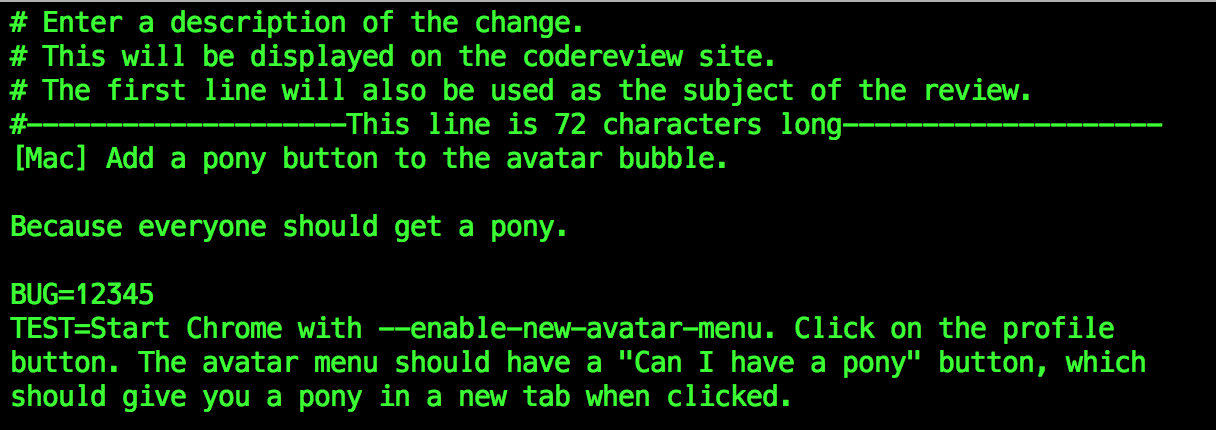 # Enter a description of the change.
# This will be displayed on the codereview site.
# The first line will also be used as the subject of the review.
#--------------------This line is 72 characters long--------------------
[Mac] Add a pony button to the avatar bubble.

Because everyone should get a pony.

BUG=12345
TEST=Start Chrome with --enable-new-avatar-menu. Click on the profile
button. The avatar menu should have a "Can I have a pony" button, which
should give you a pony in a new tab when clicked.